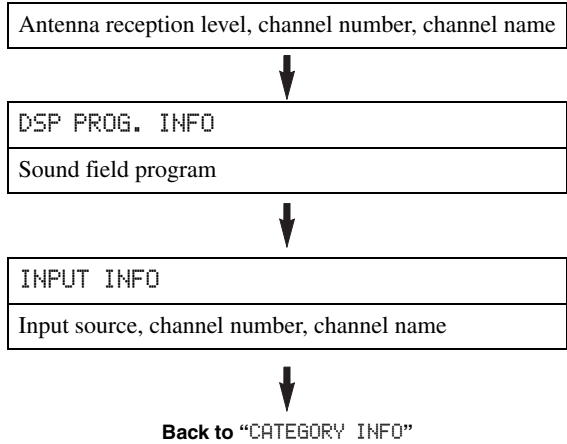 Antenna reception level, channel number, channel name
DSP PROG. INFO
Sound field program
INPUT INFO
Input source, channel number, channel name
Back to “CATEGORY INFO”